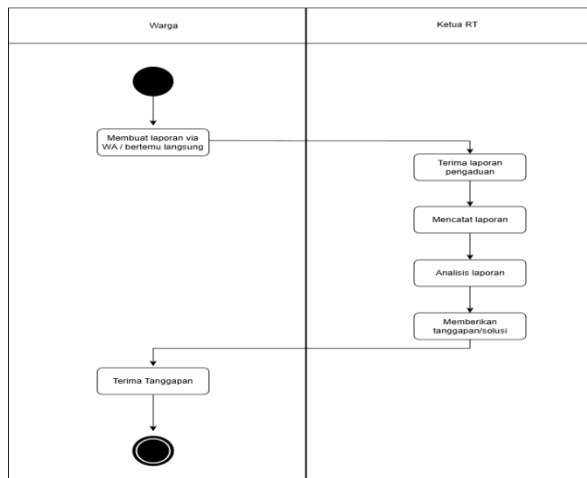 Warga
Ketua RT
Membuat laporan via
WA / bertemu langsung
Terima laporan
pengaduan
Mencatat laporan
Analisis laporan
Memberikan
tanggapan/solusi
Terima Tanggapan